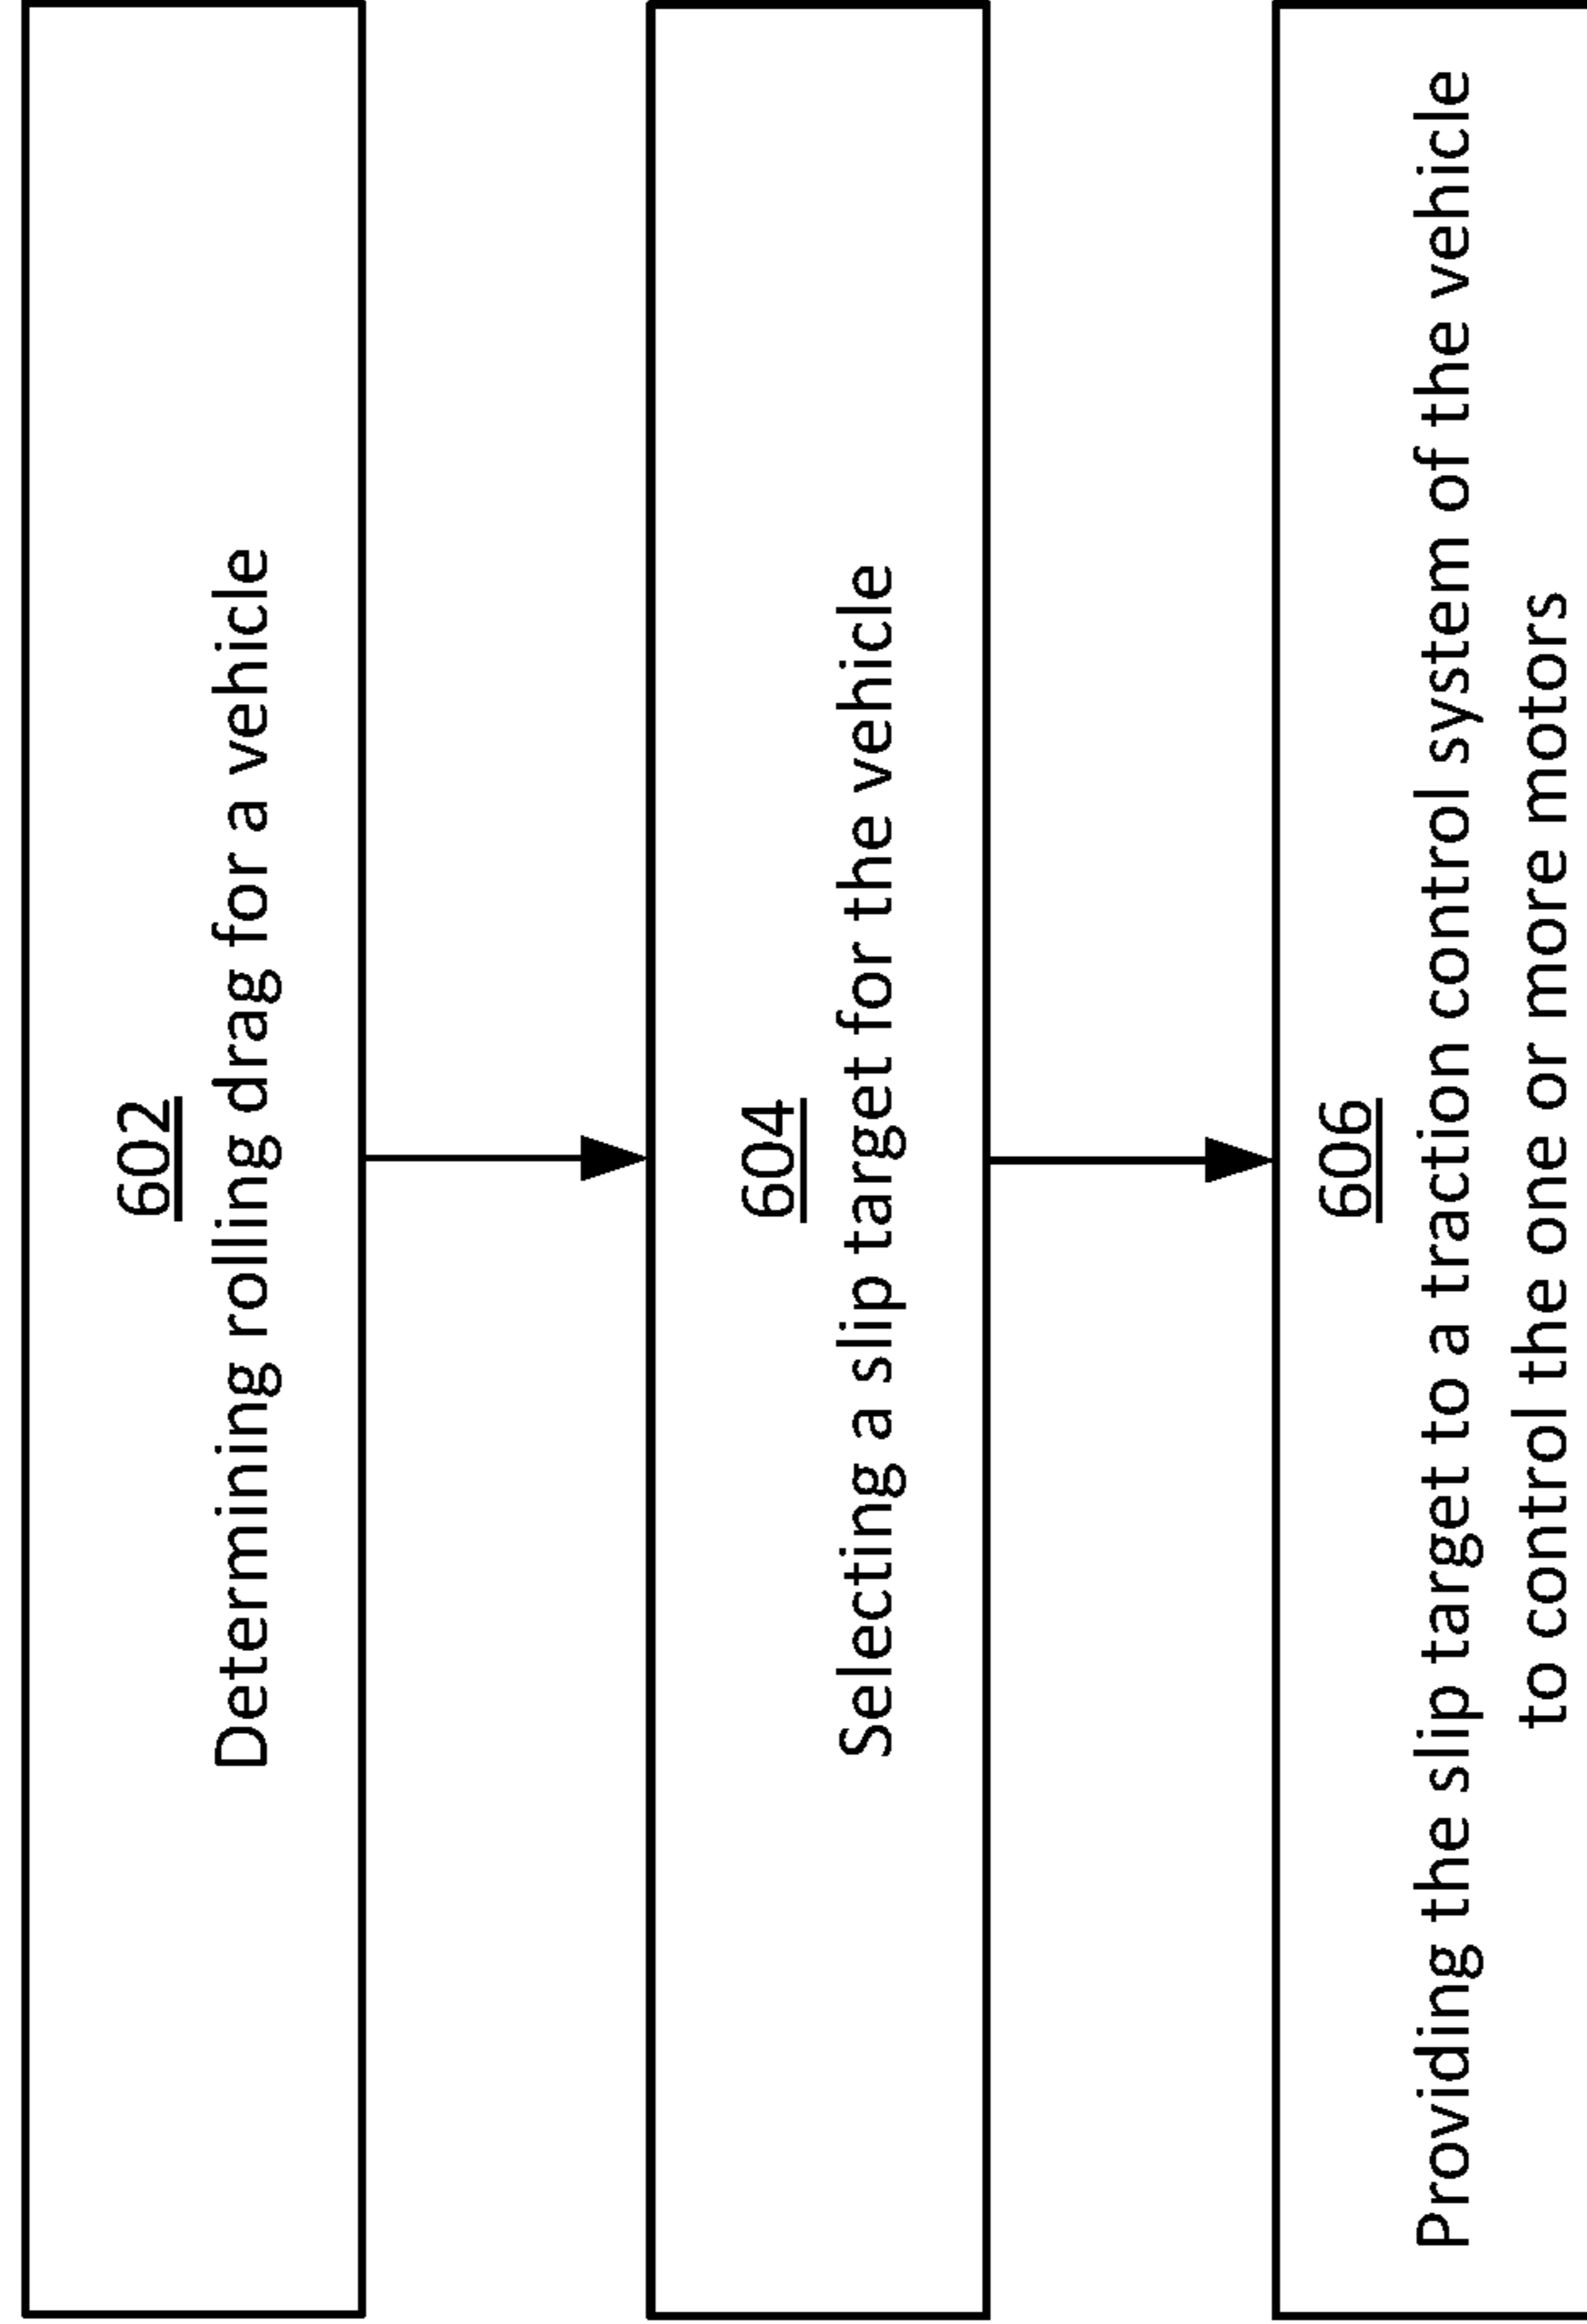 602
Determining rolling drag for a vehicle
604
Selecting a slip target for the vehicle
606
Providing the slip target to a traction control system of the vehicle
to control the one or more motors